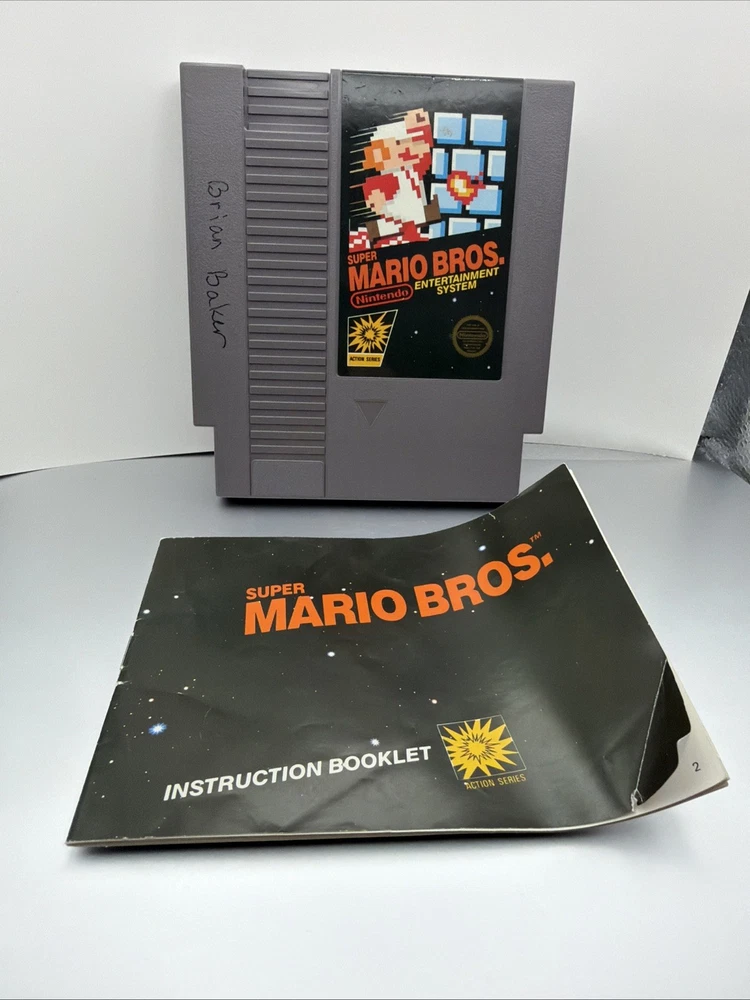 Brian Baker
SUPER
MARIO BROS.
Nintendo
ENTERTAINMENT
SYSTEM
ACTION SERIES
SUPER
MARIO BROS.™
INSTRUCTION BOOKLET
ACTION SERIES
2